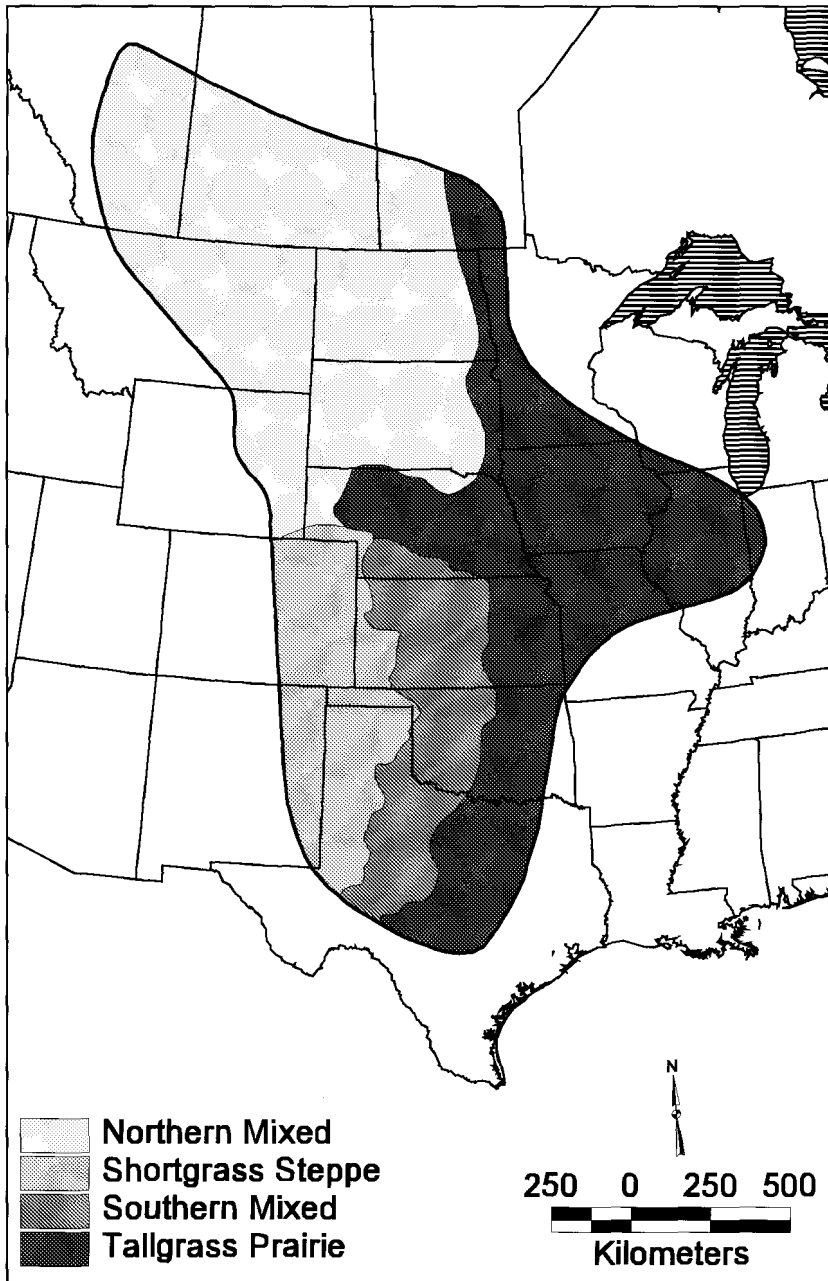 N
Northern Mixed
Shortgrass Steppe
Southern Mixed
Tallgrass Prairie
250 0 250 500
Kilometers